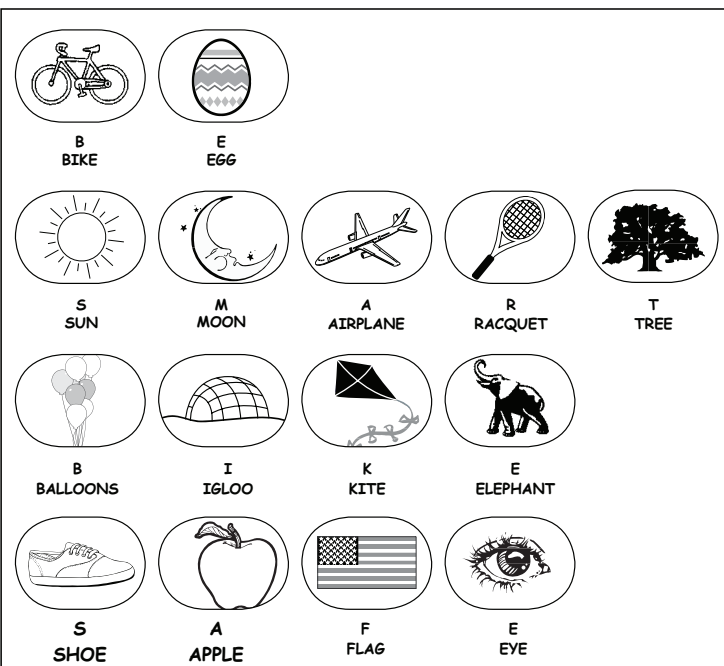 B E
BIKE EGG
S M A R T
SUN MOON AIRPLANE RACQUET TREE
B I K E
BALLOONS IGLOO KITE ELEPHANT
S A F E
SHOE APPLE FLAG EYE